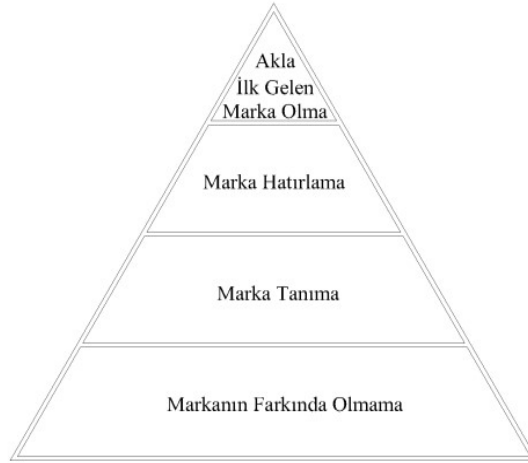 Akla
İlk Gelen
Marka Olma
Marka Hatırlama
Marka Tanıma
Markanın Farkında Olmama